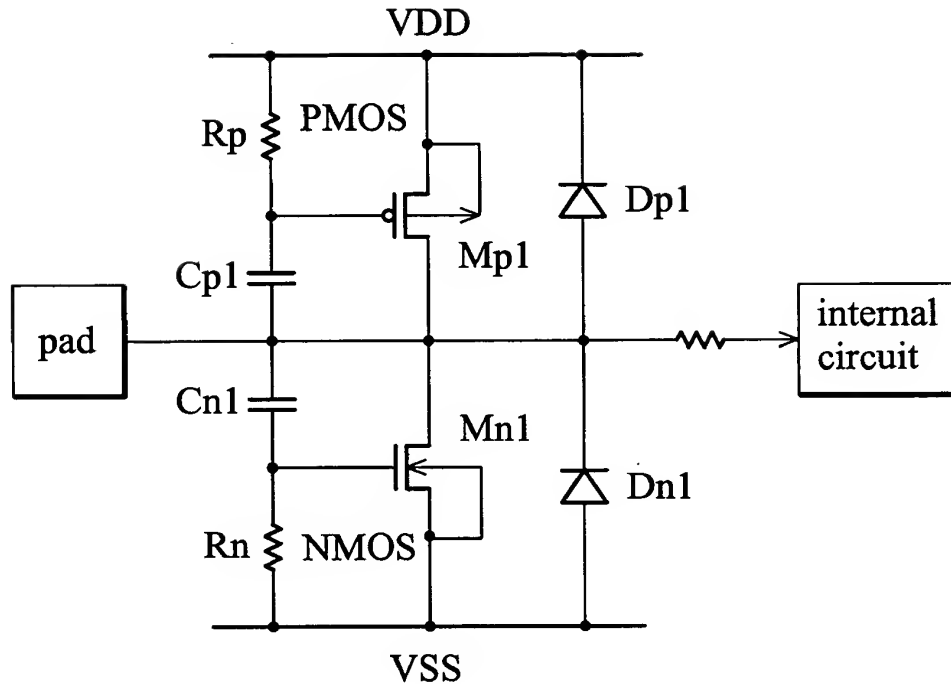 VDD
Rp
PMOS
Dp1
Mp1
Cp1
pad
internal
circuit
Cn1
Mn1
Dn1
Rn
NMOS
VSS